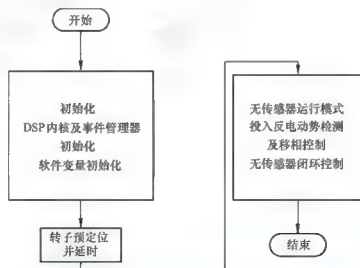 开始
初始化
DSP内核及事件管理器
初始化
软件变量初始化
转子预定位
并延时
无传感器运行模式
投入反电动势检测
及移相控制
无传感器闭环控制
结束